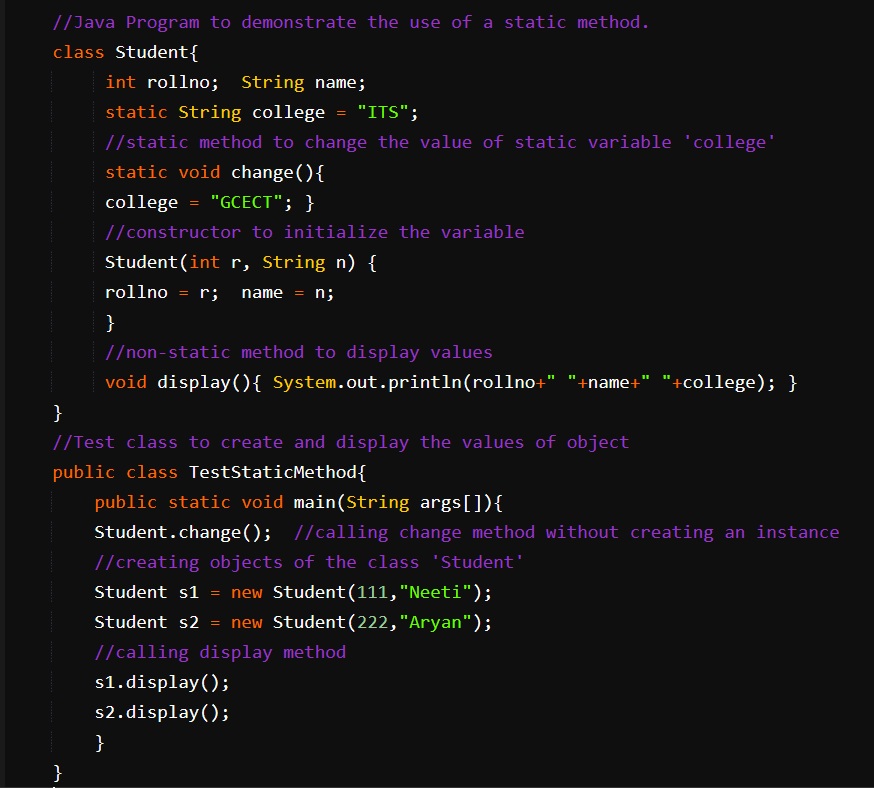 //Java Program to demonstrate the use of a static method.
class Student{
int rollno;  String name;
static String college = "ITS";
//static method to change the value of static variable 'college'
static void change(){
college = "GCECT"; }
//constructor to initialize the variable
Student(int r, String n) {
rollno = r;  name = n;
}
//non-static method to display values
void display(){ System.out.println(rollno+" "+name+" "+college); }
}
//Test class to create and display the values of object
public class TestStaticMethod{
public static void main(String args[]){
Student.change();  //calling change method without creating an instance
//creating objects of the class 'Student'
Student s1 = new Student(111,"Neeti");
Student s2 = new Student(222,"Aryan");
//calling display method
s1.display();
s2.display();
}
}